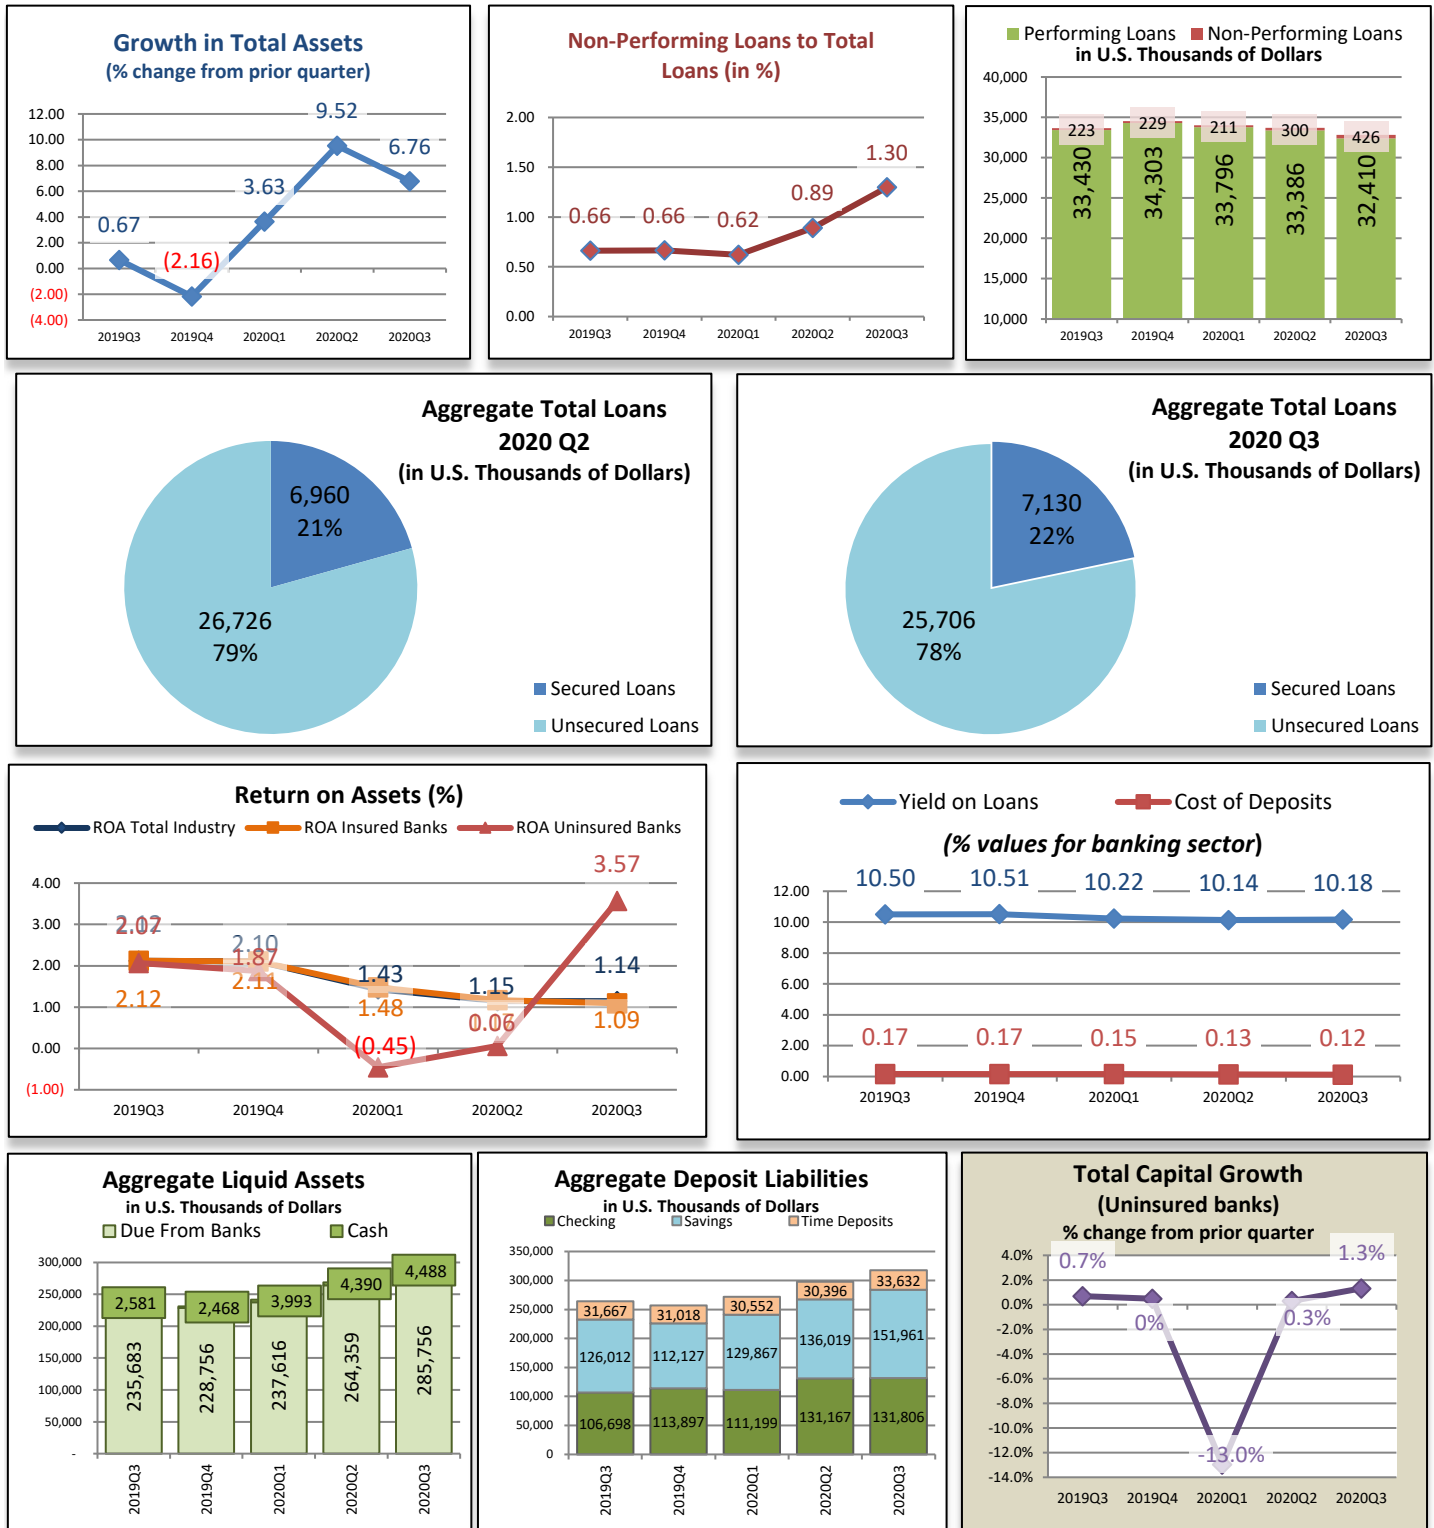 Growth in Total Assets
(% change from prior quarter)
12.00
10.00
8.00
6.00
4.00
2.00
0.00
(2.00)
(4.00)
0.67
(2.16)
3.63
9.52
6.76
2019Q3 2019Q4 2020Q1 2020Q2 2020Q3
Non-Performing Loans to Total
Loans (in %)
2.00
1.50
1.00
0.50
0.00
0.66 0.66 0.62 0.89 1.30
2019Q3 2019Q4 2020Q1 2020Q2 2020Q3
Performing Loans Non-Performing Loans
in U.S. Thousands of Dollars
40,000
35,000
30,000
25,000
20,000
15,000
10,000
223 229 211 300 426
33,430 34,303 33,796 33,386 32,410
2019Q3 2019Q4 2020Q1 2020Q2 2020Q3
Aggregate Total Loans
2020 Q2
(in U.S. Thousands of Dollars)
6,960
21%
26,726
79%
Secured Loans
Unsecured Loans
Aggregate Total Loans
2020 Q3
(in U.S. Thousands of Dollars)
7,130
22%
25,706
78%
Secured Loans
Unsecured Loans
Return on Assets (%)
ROA Total Industry ROA Insured Banks ROA Uninsured Banks
4.00
3.00
2.00
1.00
0.00
(1.00)
2.07
2.12
2.10
1.87
2.11
1.43
1.48
(0.45)
1.15
0.06
3.57
1.14
1.09
2019Q3 2019Q4 2020Q1 2020Q2 2020Q3
Yield on Loans Cost of Deposits
(% values for banking sector)
12.00
10.00
8.00
6.00
4.00
2.00
0.00
10.50 10.51 10.22 10.14 10.18
0.17 0.17 0.15 0.13 0.12
2019Q3 2019Q4 2020Q1 2020Q2 2020Q3
Aggregate Liquid Assets
in U.S. Thousands of Dollars
Due From Banks Cash
300,000
250,000
200,000
150,000
100,000
50,000
-
2,581 2,468 3,993 4,390 4,488
235,683 228,756 237,616 264,359 285,756
2019Q3 2019Q4 2020Q1 2020Q2 2020Q3
Aggregate Deposit Liabilities
in U.S. Thousands of Dollars
Checking Savings Time Deposits
350,000
300,000
250,000
200,000
150,000
100,000
50,000
0
31,667 31,018 30,552 30,396 33,632
126,012 112,127 129,867 136,019 151,961
106,698 113,897 111,199 131,167 131,806
2019Q3 2019Q4 2020Q1 2020Q2 2020Q3
Total Capital Growth
(Uninsured banks)
% change from prior quarter
4.0%
2.0%
0.0%
-2.0%
-4.0%
-6.0%
-8.0%
-10.0%
-12.0%
-14.0%
0.7%
0%
-13.0%
0.3%
1.3%
2019Q3 2019Q4 2020Q1 2020Q2 2020Q3